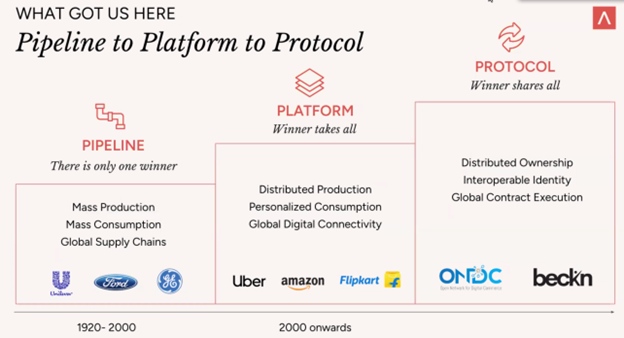 WHAT GOT US HERE
Pipeline to Platform to Protocol
PIPELINE
There is only one winner
Mass Production
Mass Consumption
Global Supply Chains
Unilever
Ford
GE
1920- 2000
PLATFORM
Winner takes all
Distributed Production
Personalized Consumption
Global Digital Connectivity
Uber
amazon
Flipkart
2000 onwards
PROTOCOL
Winner shares all
Distributed Ownership
Interoperable Identity
Global Contract Execution
ONDC
Open Network for Digital Commerce
beckn